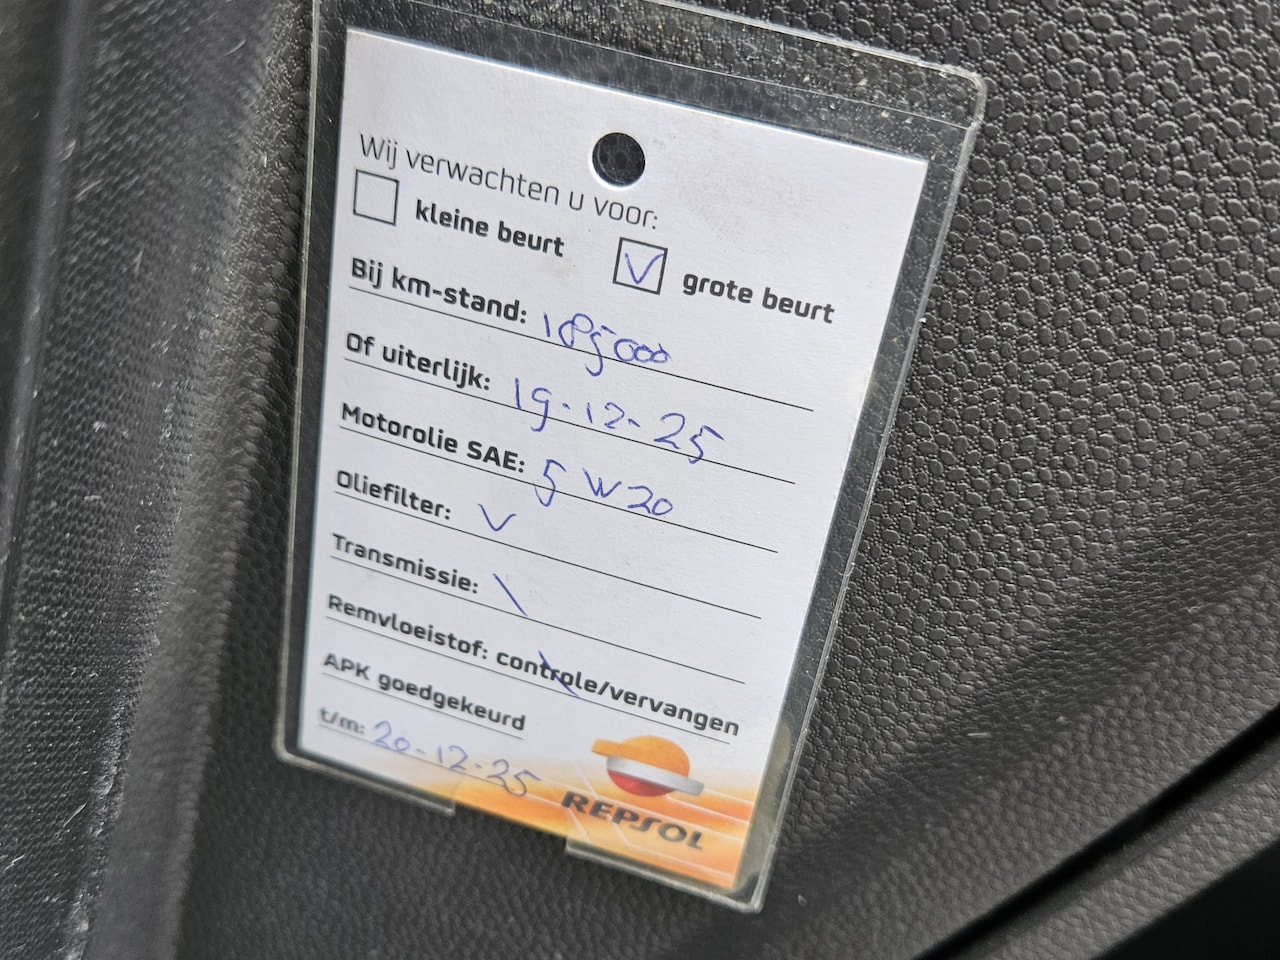 Wij verwachten u voor:
kleine beurt V grote beurt
Bij km-stand: 185000
Of uiterlijk: 19-12-25
Motorolie SAE: 5W20
Oliefilter: V
Transmissie: \
Remvloeistof: controle/vervangen
APK goedgekeurd
t/m: 20-12-25
REPSOL